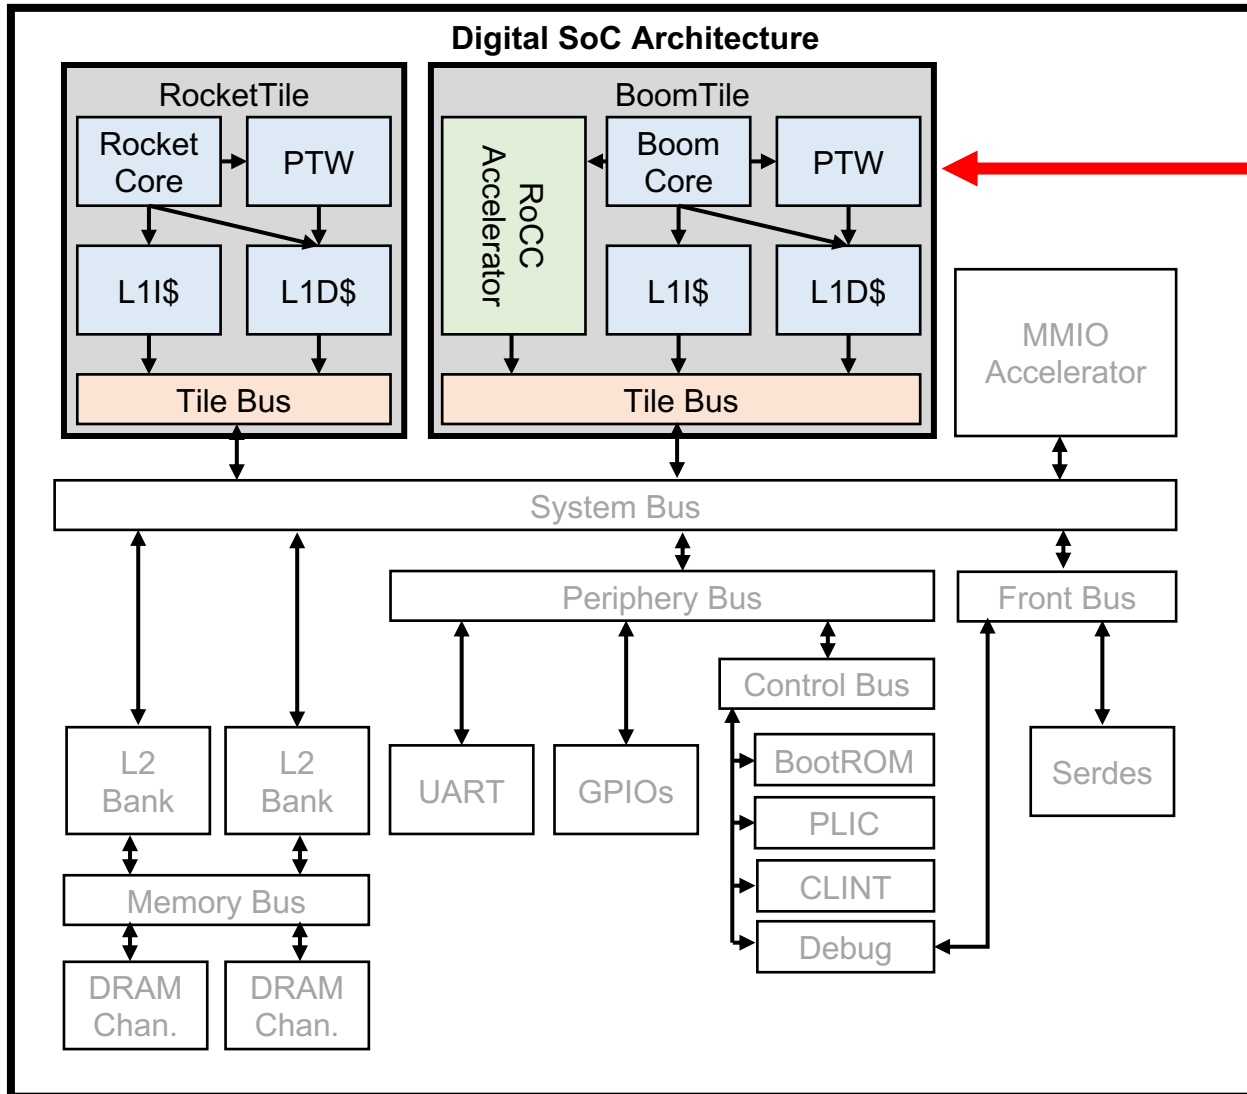 Digital SoC Architecture
RocketTile
Rocket
Core
PTW
L1I$
L1D$
Tile Bus
BoomTile
RoCC
Accelerator
Boom
Core
PTW
L1I$
L1D$
Tile Bus
MMIO
Accelerator
System Bus
Periphery Bus
Front Bus
Control Bus
L2
Bank
L2
Bank
UART
GPIOs
BootROM
PLIC
CLINT
Debug
Serdes
Memory Bus
DRAM
Chan.
DRAM
Chan.